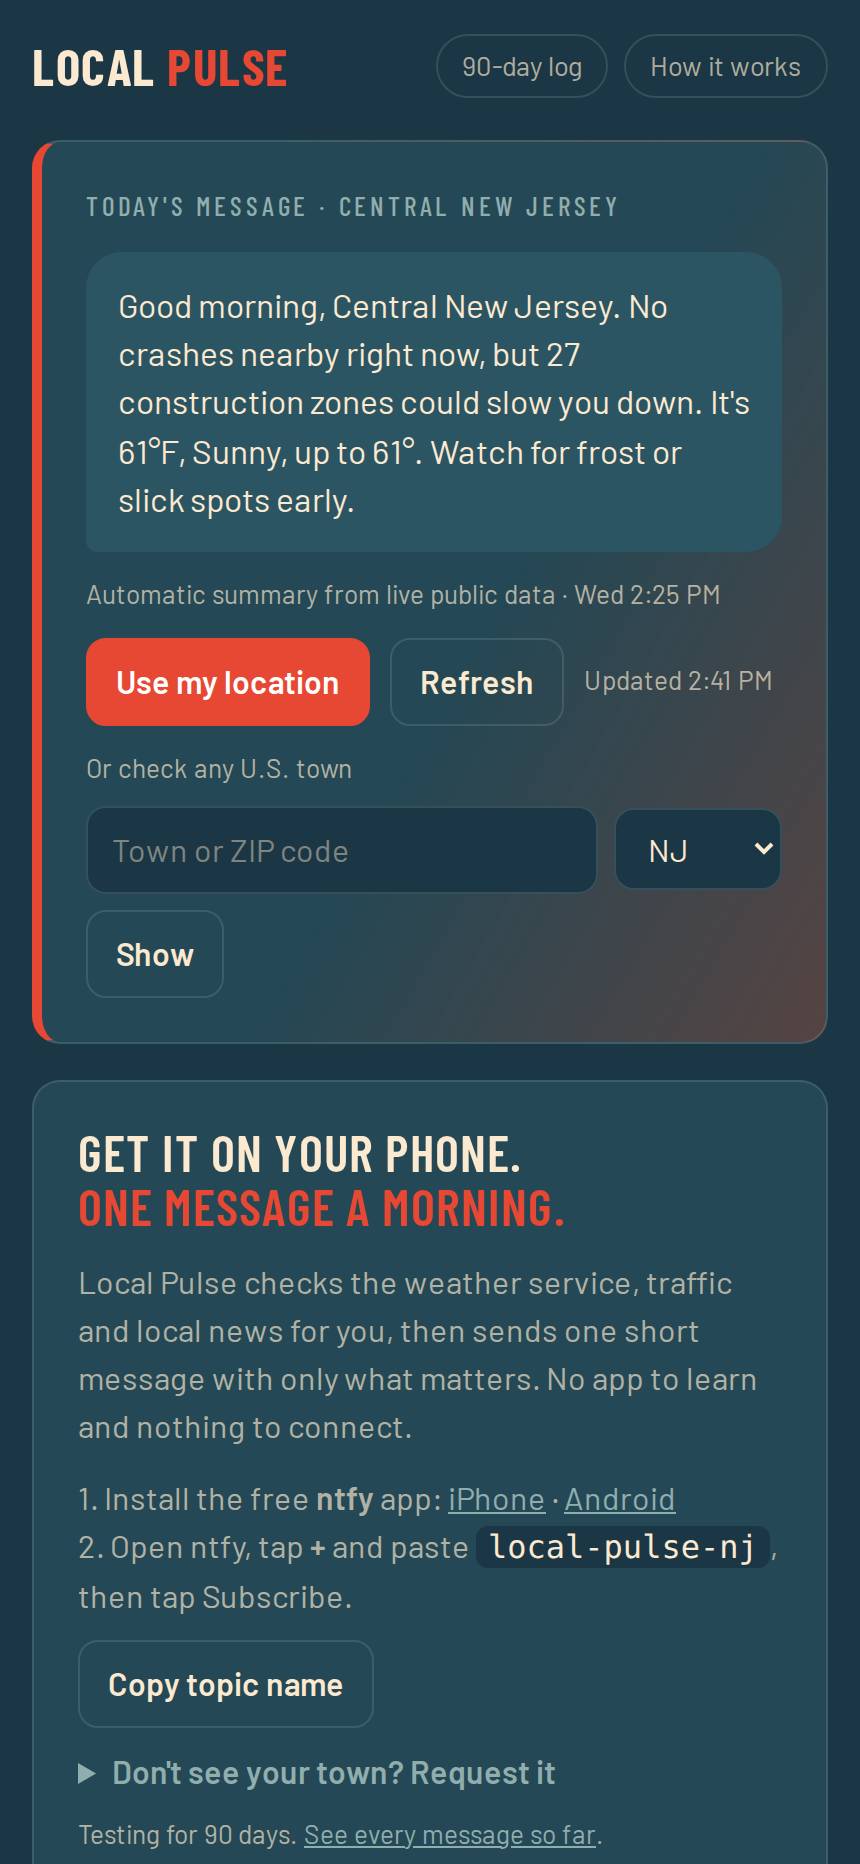 LOCAL PULSE
90-day log
How it works
TODAY'S MESSAGE · CENTRAL NEW JERSEY
Good morning, Central New Jersey. No
crashes nearby right now, but 27
construction zones could slow you down. It's
61°F, Sunny, up to 61°. Watch for frost or
slick spots early.
Automatic summary from live public data · Wed 2:25 PM
Use my location
Refresh
Updated 2:41 PM
Or check any U.S. town
Town or ZIP code
NJ
Show
GET IT ON YOUR PHONE.
ONE MESSAGE A MORNING.
Local Pulse checks the weather service, traffic
and local news for you, then sends one short
message with only what matters. No app to learn
and nothing to connect.
1. Install the free ntfy app: iPhone · Android
2. Open ntfy, tap + and paste local-pulse-nj,
then tap Subscribe.
Copy topic name
Don't see your town? Request it
Testing for 90 days. See every message so far.